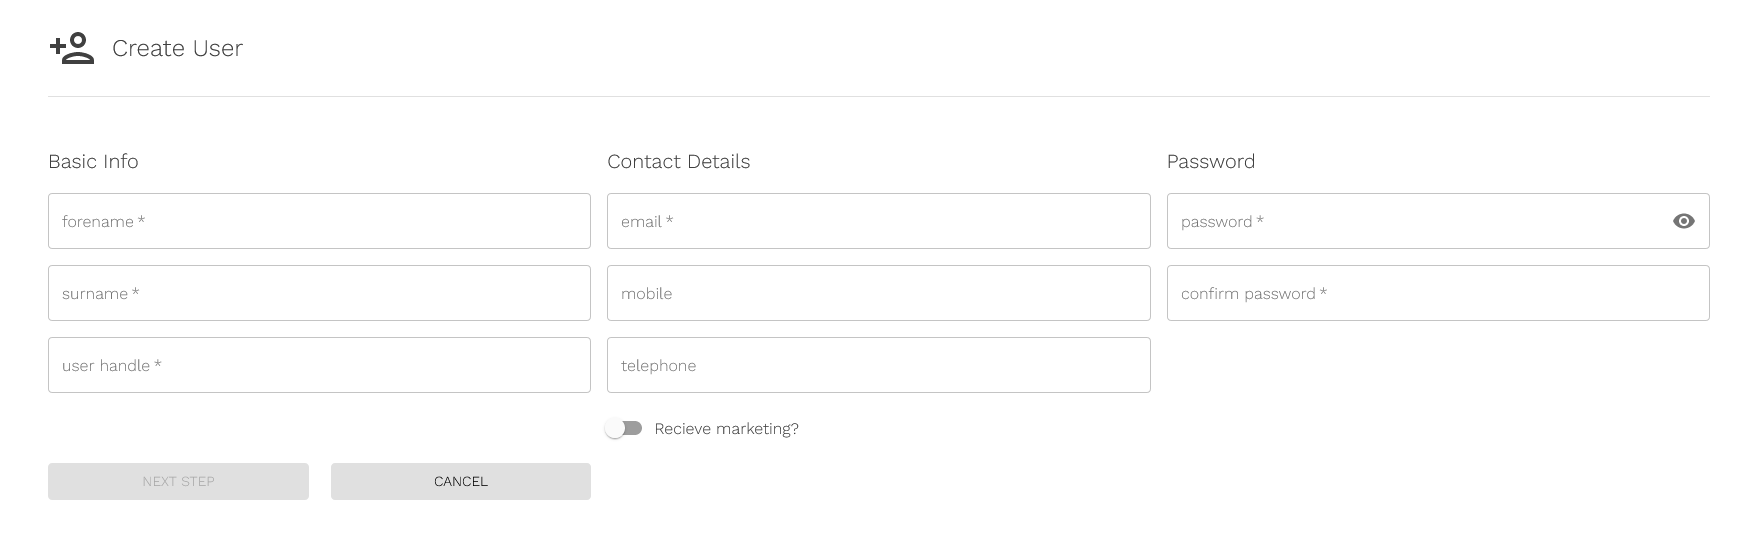 Create User
Basic Info
forename *
surname *
user handle *
Contact Details
email *
mobile
telephone
Recieve marketing?
Password
password *
confirm password *
NEXT STEP
CANCEL